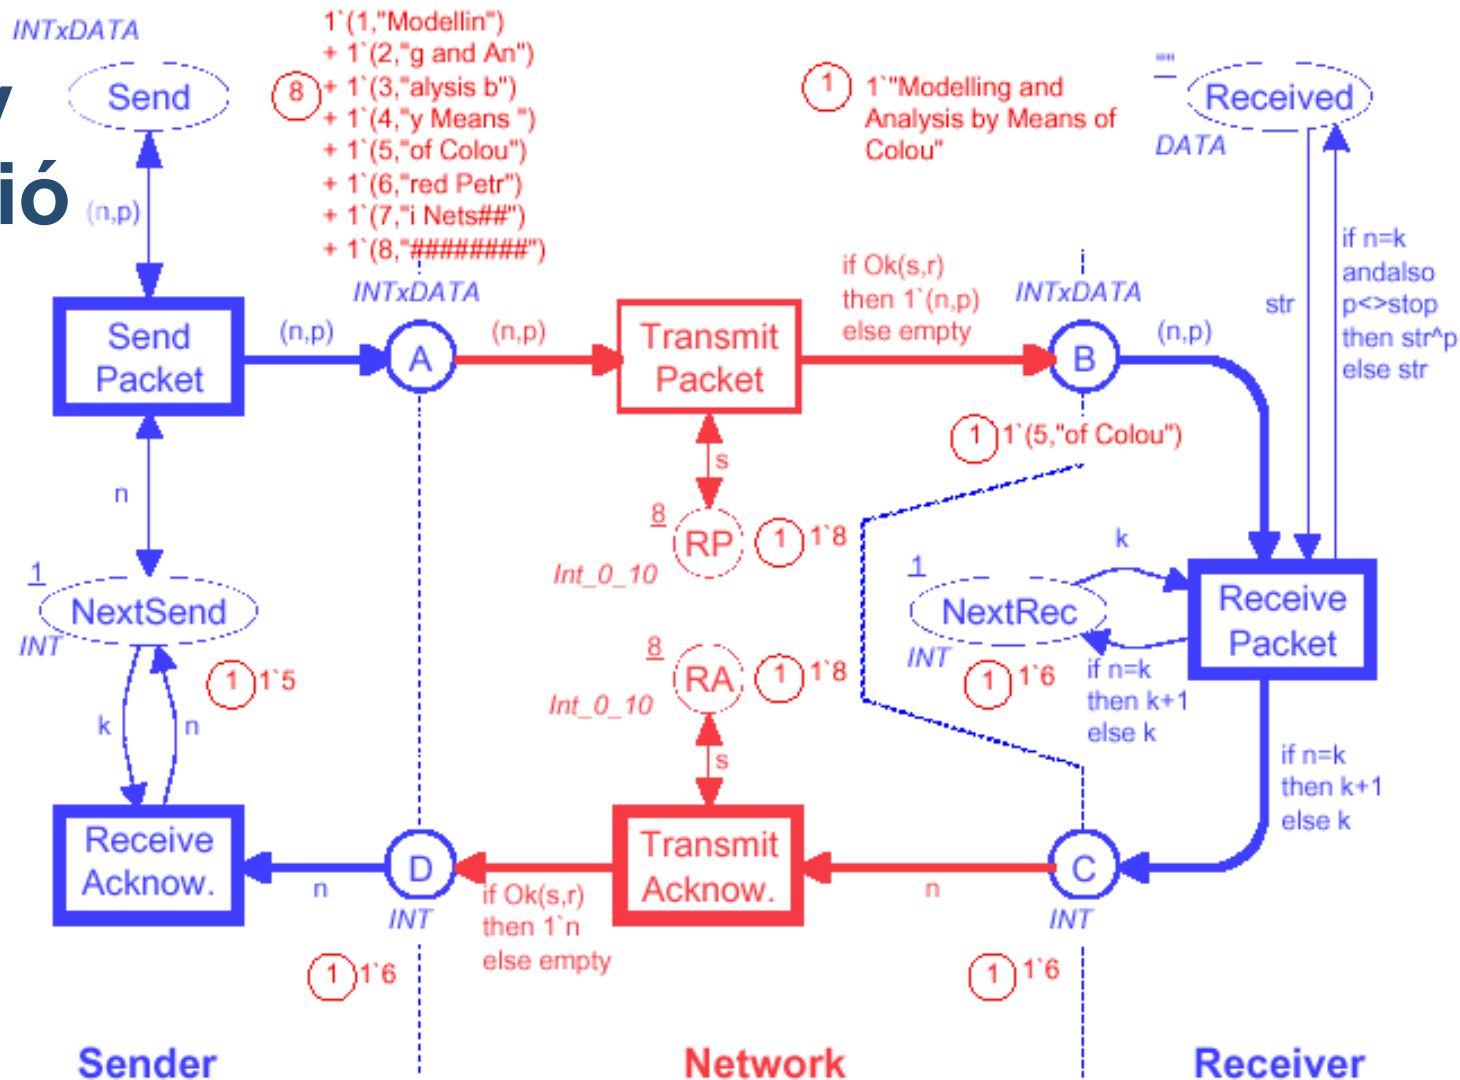 INTxDATA
y
ió
Send
8
1`(1,"Modellin")
+ 1`(2,"g and An")
+ 1`(3,"alysis b")
+ 1`(4,"y Means ")
+ 1`(5,"of Colou")
+ 1`(6,"red Petr")
+ 1`(7,"i Nets##")
+ 1`(8,"########")
1
1`"Modelling and
Analysis by Means of
Colou"
""
Received
DATA
(n,p)
Send
Packet
(n,p)
INTxDATA
A
(n,p)
Transmit
Packet
if Ok(s,r)
then 1`(n,p)
else empty
INTxDATA
B
(n,p)
str
if n=k
andalso
p<>stop
then str^p
else str
1
1`(5,"of Colou")
n
s
8
RP
1
1`8
Int_0_10
1
NextSend
INT
1
1`5
8
RA
1
1`8
Int_0_10
s
1
NextRec
INT
1
1`6
k
if n=k
then k+1
else k
Receive
Packet
if n=k
then k+1
else k
k
n
Receive
Acknow.
n
D
INT
1
1`6
if Ok(s,r)
then 1`n
else empty
Transmit
Acknow.
n
C
INT
1
1`6
Sender
Network
Receiver